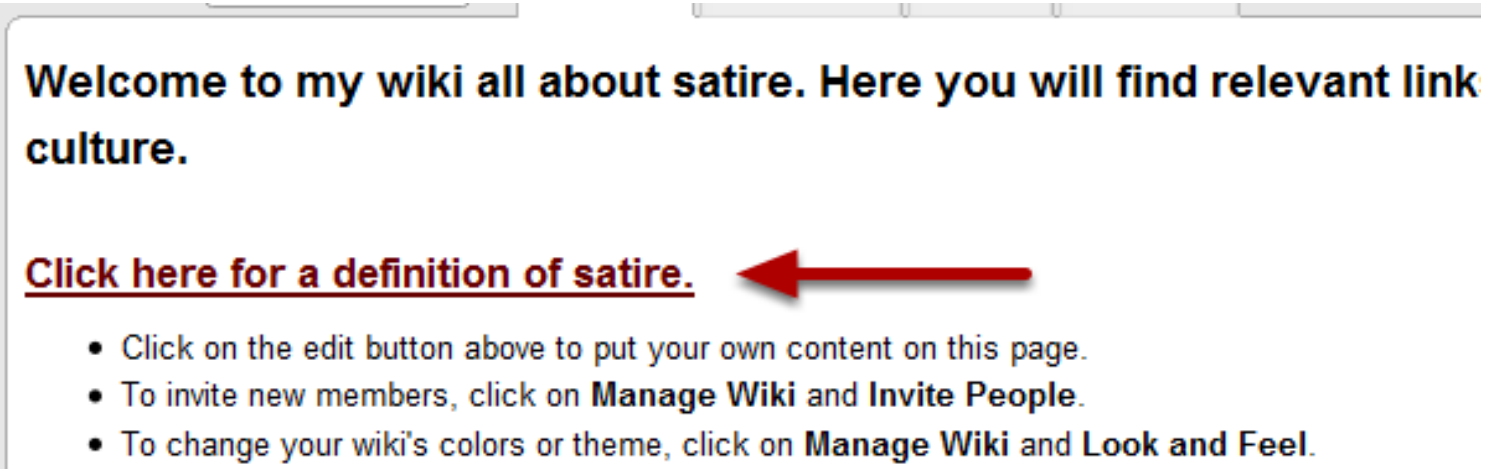 Welcome to my wiki all about satire. Here you will find relevant
culture.
Click here for a definition of satire.
• Click on the edit button above to put your own content on this page.
• To invite new members, click on Manage Wiki and Invite People.
• To change your wiki's colors or theme, click on Manage Wiki and Look and Feel.